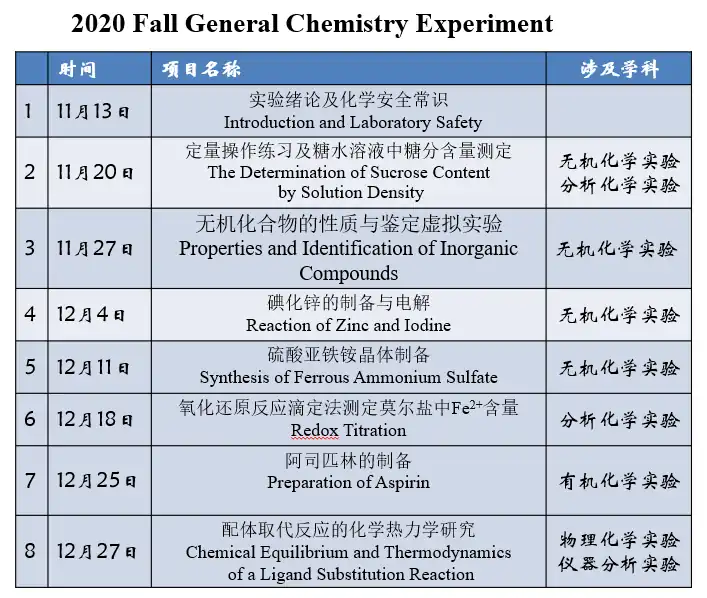 2020 Fall General Chemistry Experiment
时间 项目名称 涉及学科
1 11月13日 实验绪论及化学安全常识
Introduction and Laboratory Safety
2 11月20日 定量操作练习及糖水溶液中糖分含量测定
The Determination of Sucrose Content
by Solution Density
无机化学实验
分析化学实验
3 11月27日 无机化合物的性质与鉴定虚拟实验
Properties and Identification of Inorganic
Compounds
无机化学实验
4 12月4日 碘化锌的制备与电解
Reaction of Zinc and Iodine
无机化学实验
5 12月11日 硫酸亚铁铵晶体制备
Synthesis of Ferrous Ammonium Sulfate
无机化学实验
6 12月18日 氧化还原反应滴定法测定莫尔盐中Fe²⁺含量
Redox Titration
分析化学实验
7 12月25日 阿司匹林的制备
Preparation of Aspirin
有机化学实验
8 12月27日 配体取代反应的化学热力学研究
Chemical Equilibrium and Thermodynamics
of a Ligand Substitution Reaction
物理化学实验
仪器分析实验